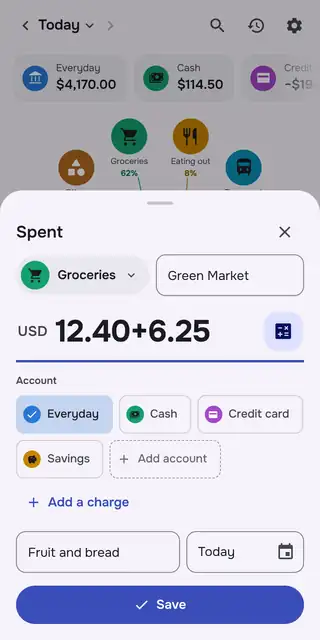 Today
Everyday
$4,170.00
Cash
$114.50
Credit
Groceries
62%
Eating out
8%
Spent
Groceries
Green Market
USD 12.40+6.25
Account
Everyday
Cash
Credit card
Savings
+ Add account
+ Add a charge
Fruit and bread
Today
Save